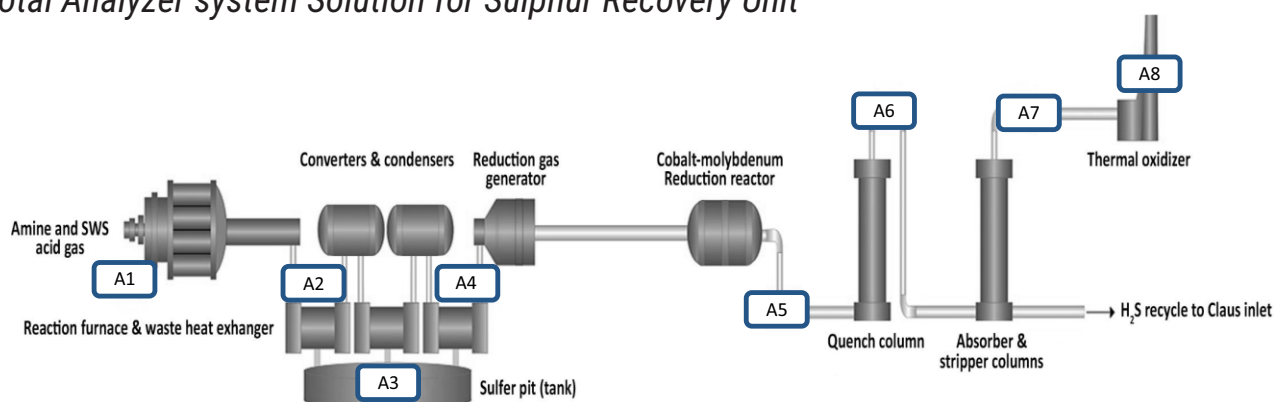 otal Analyzer system Solution for Sulphur Recovery Unit
A8
A6
A7
Converters & condensers
Reduction gas
generator
Cobalt-molybdenum
Reduction reactor
Thermal oxidizer
Amine and SWS
acid gas
A1
A2
A4
A5
H₂S recycle to Claus inlet
Reaction furnace & waste heat exhanger
Quench column
Absorber &
stripper columns
A3
Sulfer pit (tank)